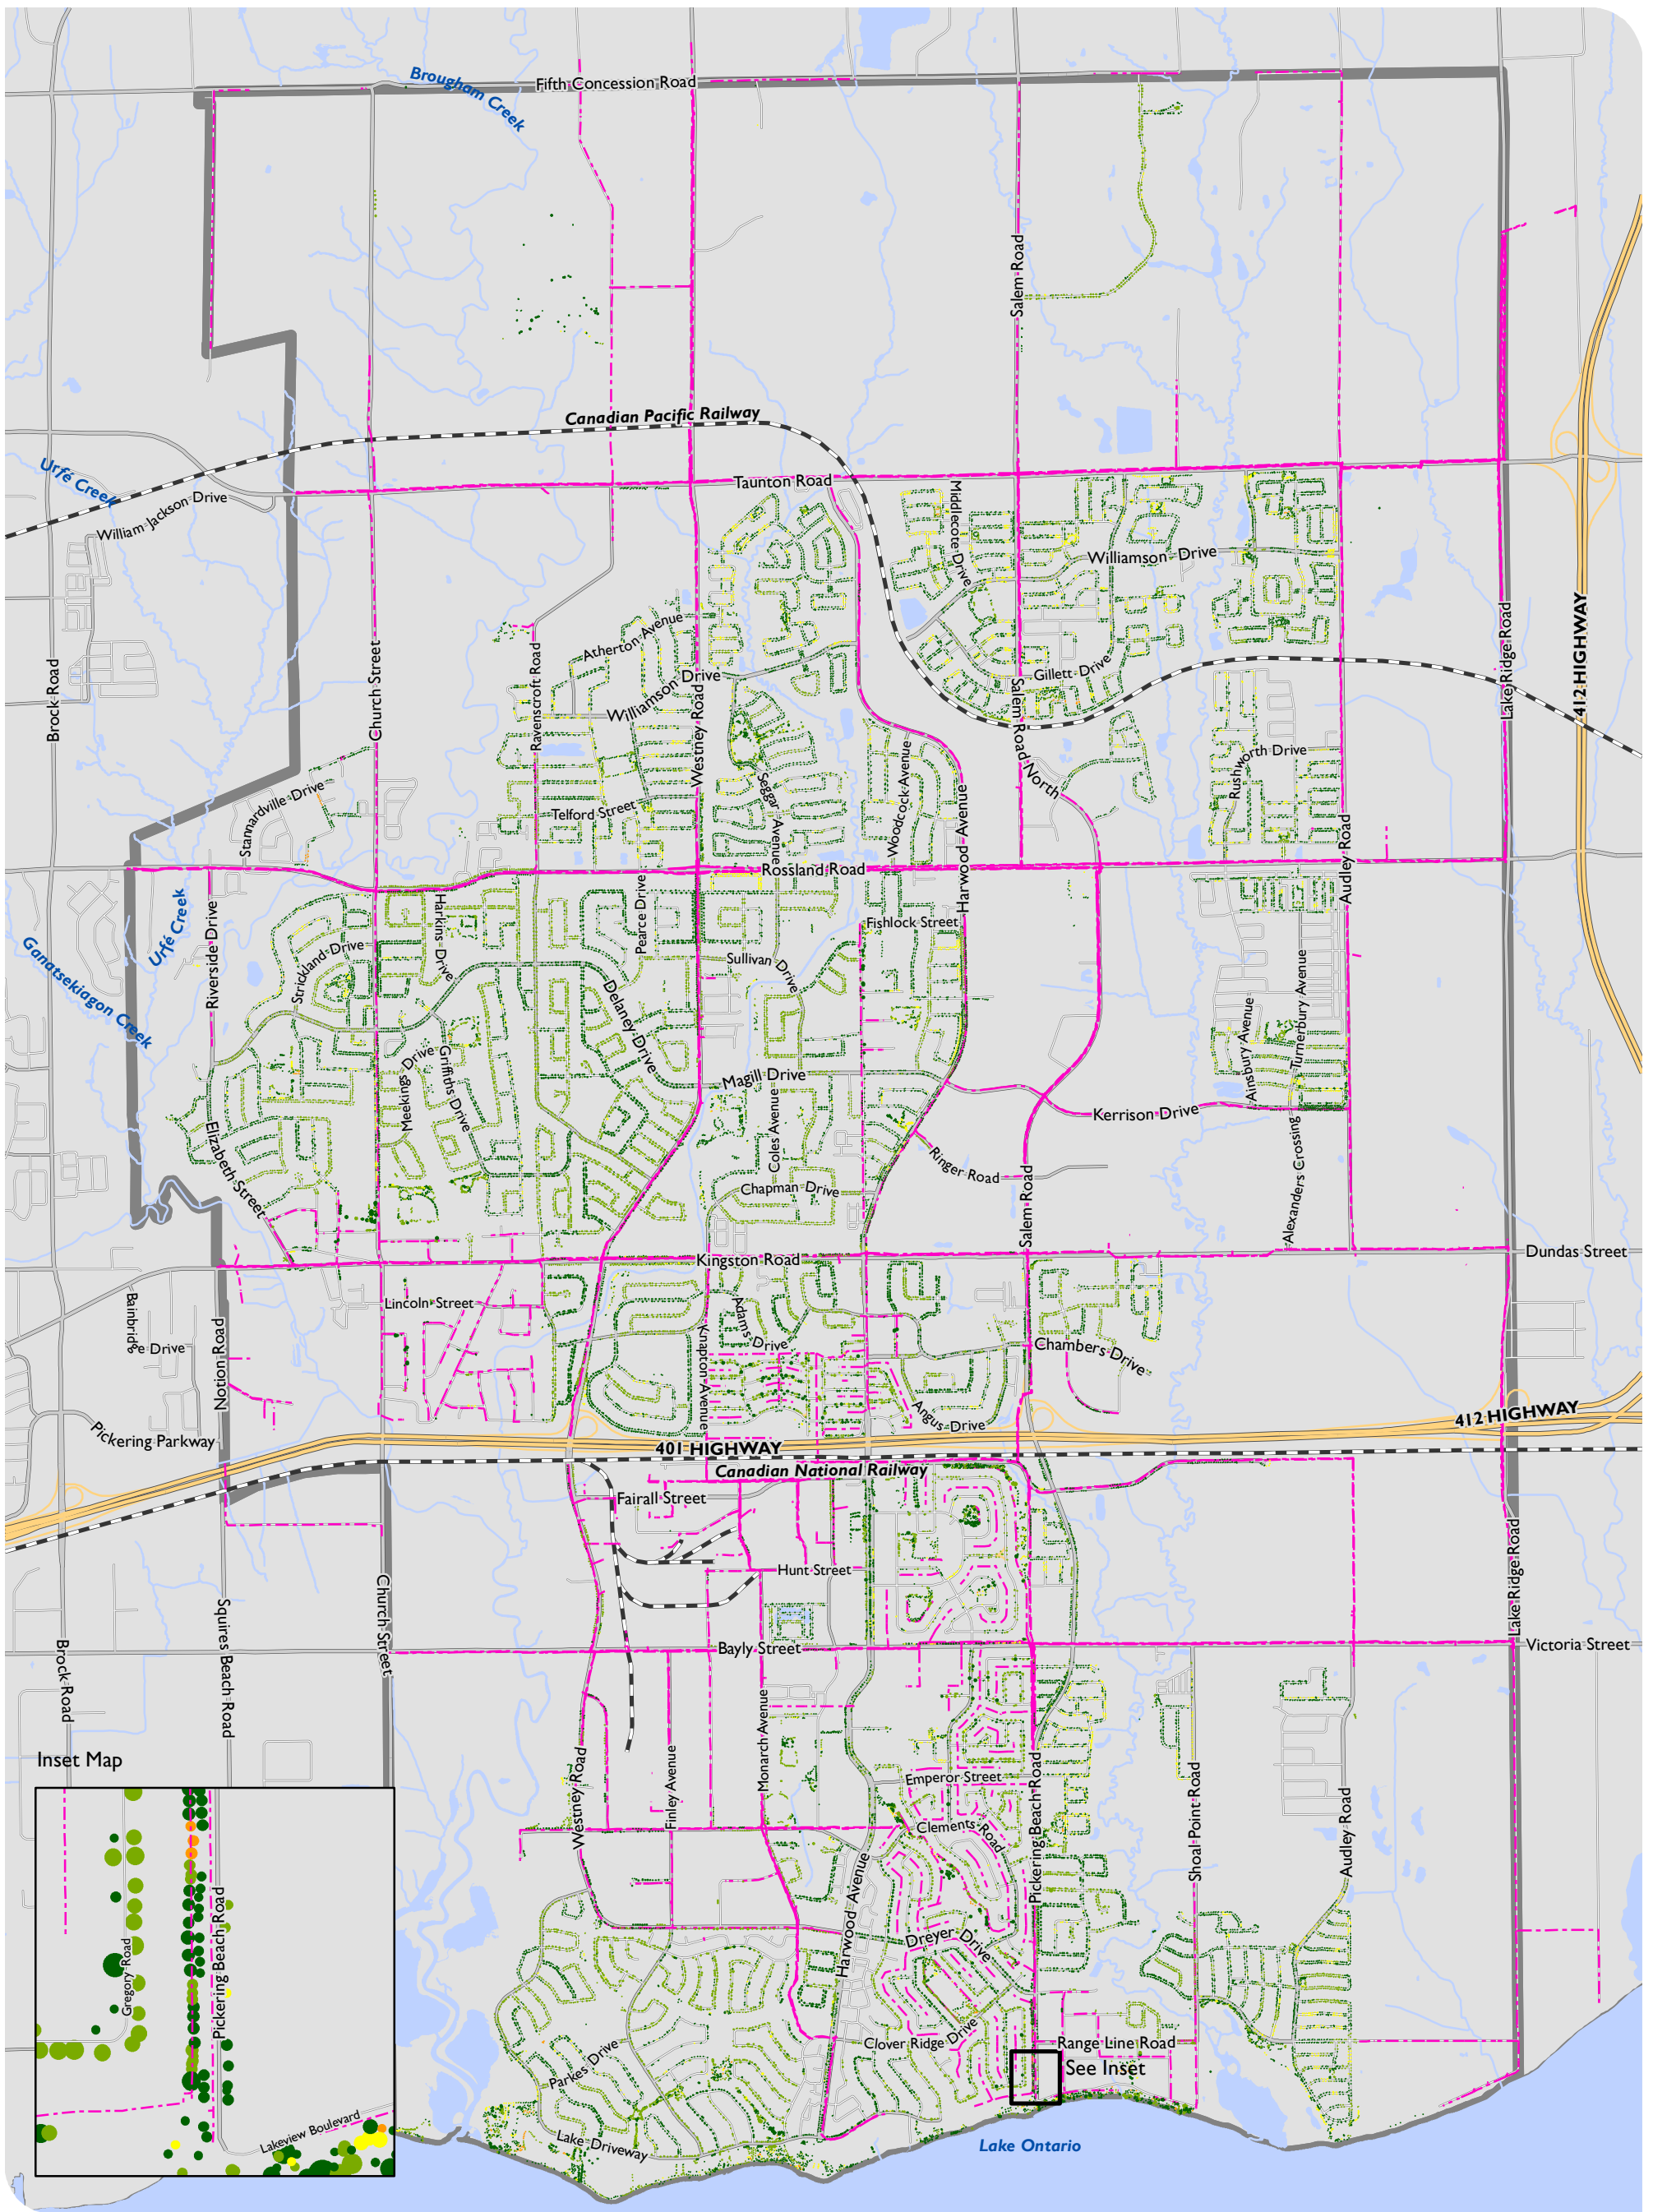 Brougham Creek
Fifth Concession Road
Salem Road
Canadian Pacific Railway
Urfé Creek
William Jackson Drive
Taunton Road
Middlecote Drive
Williamson Drive
412 HIGHWAY
Lake Ridge Road
Brock Road
Church Street
Ravenscroft Road
Atherton Avenue
Williamson Drive
Westney Road
Gillett Drive
Salem Road North
Rushworth Drive
Stannardville Drive
Telford Street
Seggar Avenue
Woodcock Avenue
Harwood Avenue
Audley Road
Rossland Road
Urfé Creek
Ganatsekiagon Creek
Riverside Drive
Strickland Drive
Harkins Drive
Pearce Drive
Fishlock Street
Sullivan Drive
Delaney Drive
Meekings Drive
Griffiths Drive
Magill Drive
Coles Avenue
Ainsbury Avenue
Turnerbury Avenue
Kerrison Drive
Elizabeth Street
Chapman Drive
Ringer Road
Salem Road
Alexanders Crossing
Kingston Road
Dundas Street
Bainbridge Drive
Notion Road
Lincoln Street
Adams Drive
Knapton Avenue
Chambers Drive
Angus Drive
Pickering Parkway
401 HIGHWAY
412 HIGHWAY
Canadian National Railway
Fairall Street
Hunt Street
Church Street
Squires Beach Road
Brock Road
Lake Ridge Road
Bayly Street
Victoria Street
Inset Map
Westney Road
Finley Avenue
Monarch Avenue
Emperor Street
Clements Road
Pickering Beach Road
Shoal Point Road
Audley Road
Harwood Avenue
Dreyer Drive
Gregory Road
Pickering Beach Road
Clover Ridge Drive
Range Line Road
See Inset
Parkes Drive
Lakeview Boulevard
Lake Driveway
Lake Ontario